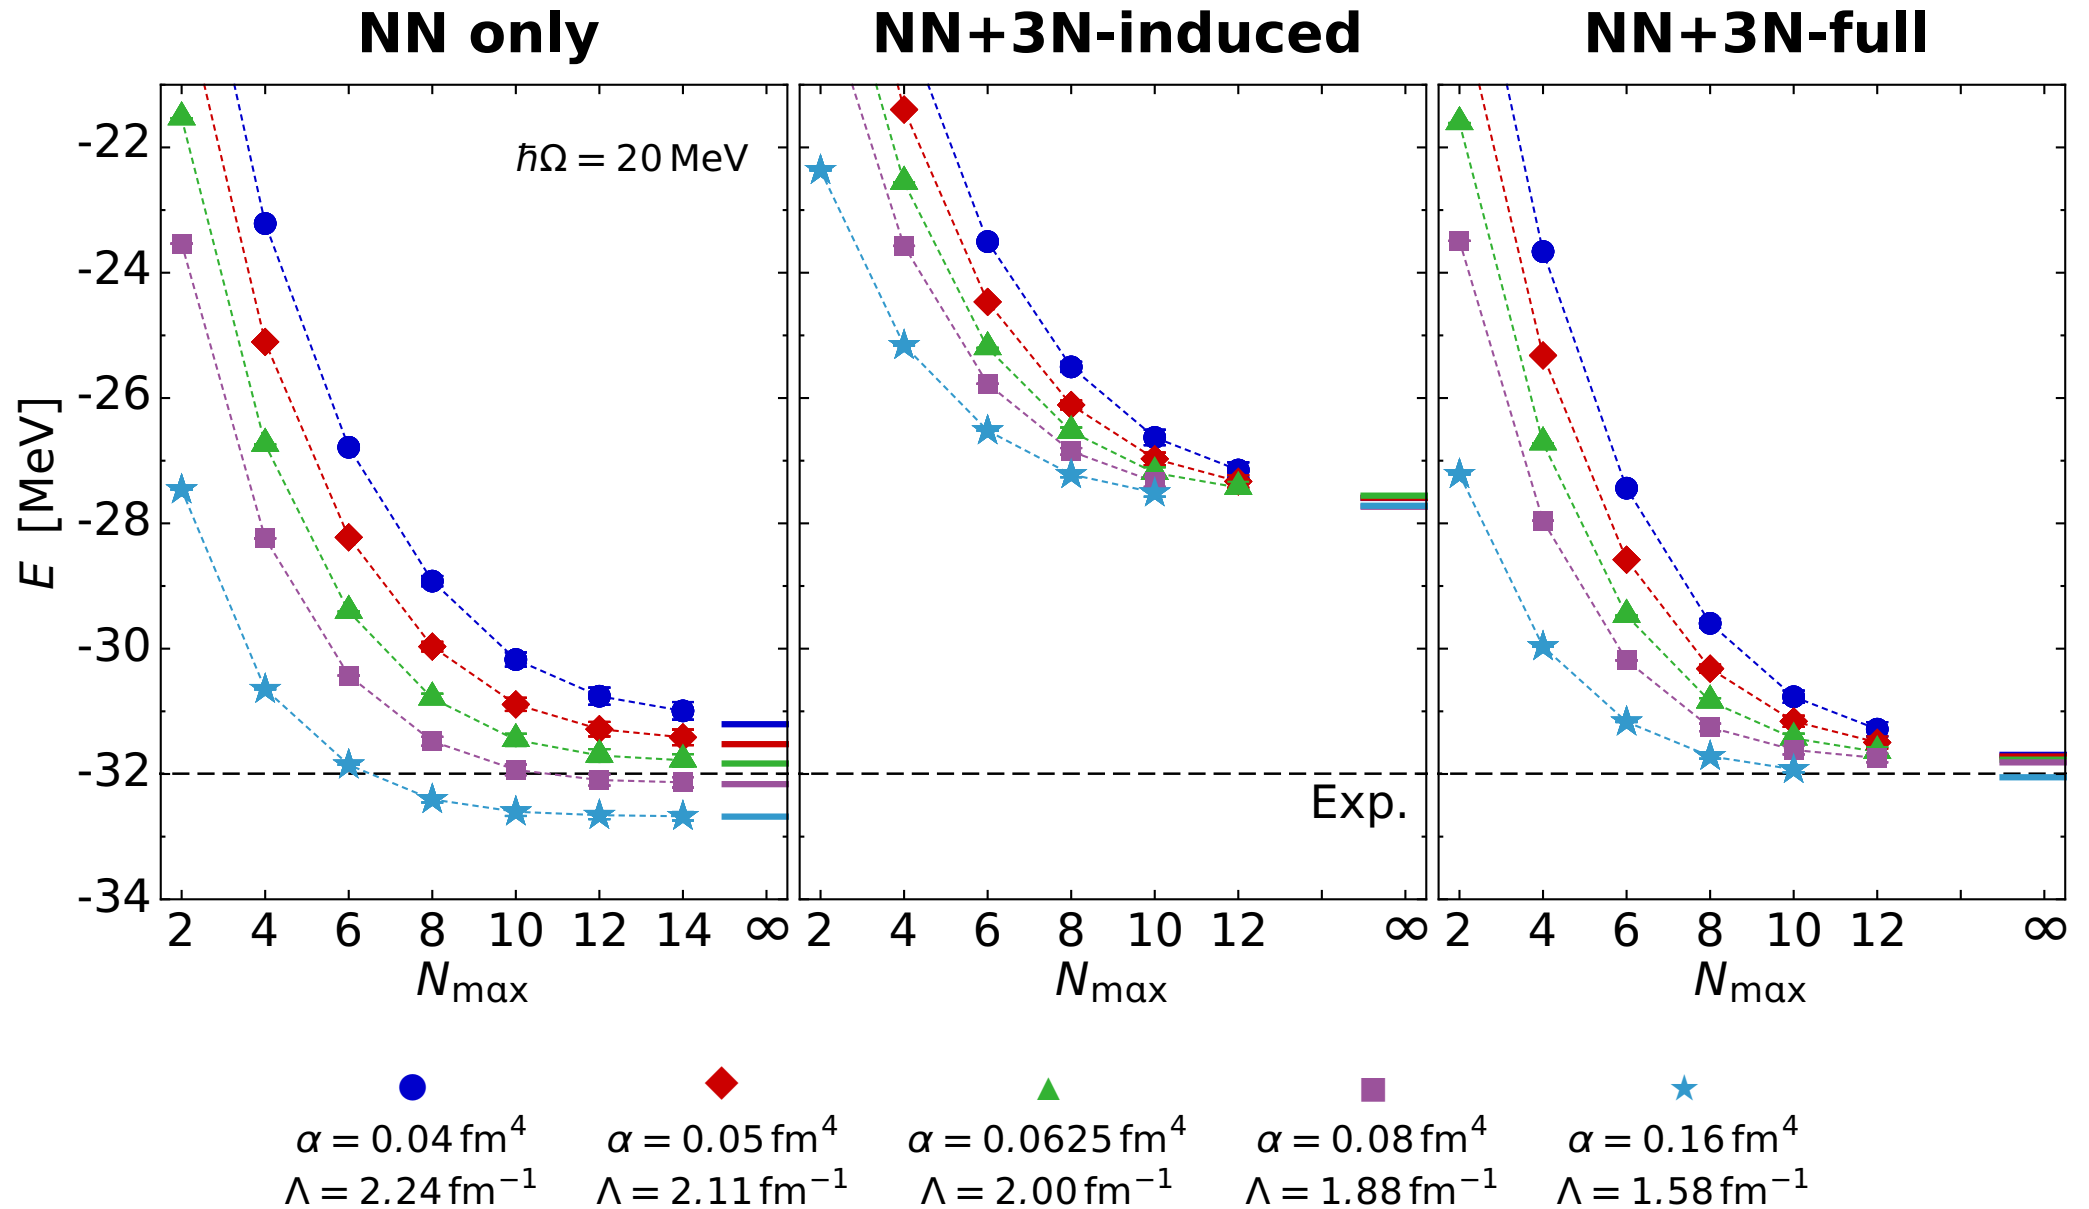 NN only NN+3N-induced NN+3N-full
ħΩ = 20 MeV
-22
-24
-26
-28
-30
-32
-34
E [MeV]
Exp.
2 4 6 8 10 12 14 ∞ 2 4 6 8 10 12 ∞ 2 4 6 8 10 12 ∞
N_max N_max N_max
α = 0.04 fm⁴ α = 0.05 fm⁴ α = 0.0625 fm⁴ α = 0.08 fm⁴ α = 0.16 fm⁴
Λ = 2.24 fm⁻¹ Λ = 2.11 fm⁻¹ Λ = 2.00 fm⁻¹ Λ = 1.88 fm⁻¹ Λ = 1.58 fm⁻¹